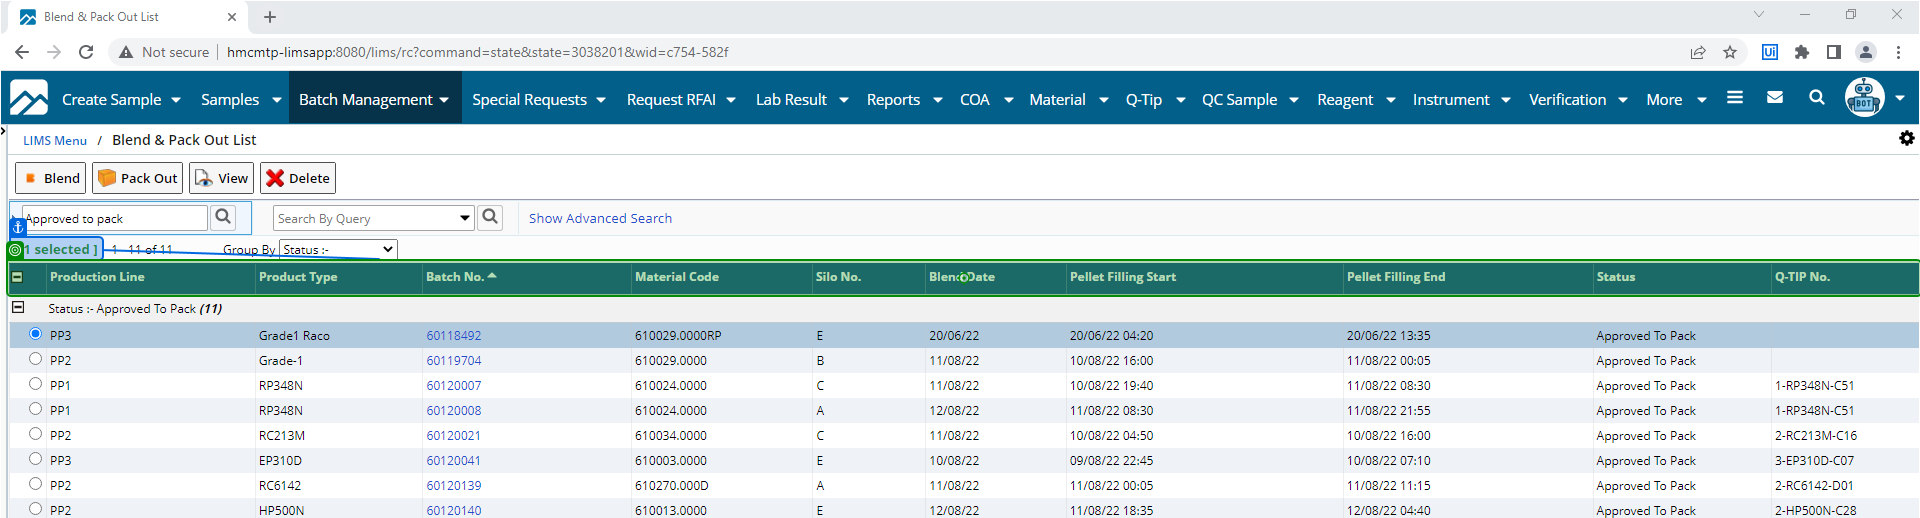 Blend & Pack Out List
Not secure hmcmtp-limsapp:8080/lims/rc?command=state&state=3038201&wid=c754-582f Ui
Create Sample Samples Batch Management Special Requests Request RFAI Lab Result Reports COA Material Q-Tip QC Sample Reagent Instrument Verification More BOT
LIMS Menu / Blend & Pack Out List
Blend Pack Out View Delete
Approved to pack Search By Query Show Advanced Search
1 selected ] 1 - 11 of 11 Group By Status :-
Production Line Product Type Batch No. Material Code Silo No. Blend Date Pellet Filling Start Pellet Filling End Status Q-TIP No.
Status :- Approved To Pack (11)
PP3 Grade1 Raco 60118492 610029.0000RP E 20/06/22 20/06/22 04:20 20/06/22 13:35 Approved To Pack
PP2 Grade-1 60119704 610029.0000 B 11/08/22 10/08/22 16:00 11/08/22 00:05 Approved To Pack
PP1 RP348N 60120007 610024.0000 C 11/08/22 10/08/22 19:40 11/08/22 08:30 Approved To Pack 1-RP348N-C51
PP1 RP348N 60120008 610024.0000 A 12/08/22 11/08/22 08:30 11/08/22 21:55 Approved To Pack 1-RP348N-C51
PP2 RC213M 60120021 610034.0000 C 11/08/22 10/08/22 04:50 10/08/22 16:00 Approved To Pack 2-RC213M-C16
PP3 EP310D 60120041 610003.0000 E 10/08/22 09/08/22 22:45 10/08/22 07:10 Approved To Pack 3-EP310D-C07
PP2 RC6142 60120139 610270.000D A 11/08/22 11/08/22 00:05 11/08/22 11:15 Approved To Pack 2-RC6142-D01
PP2 HP500N 60120140 610013.0000 E 12/08/22 11/08/22 18:35 12/08/22 04:40 Approved To Pack 2-HP500N-C28